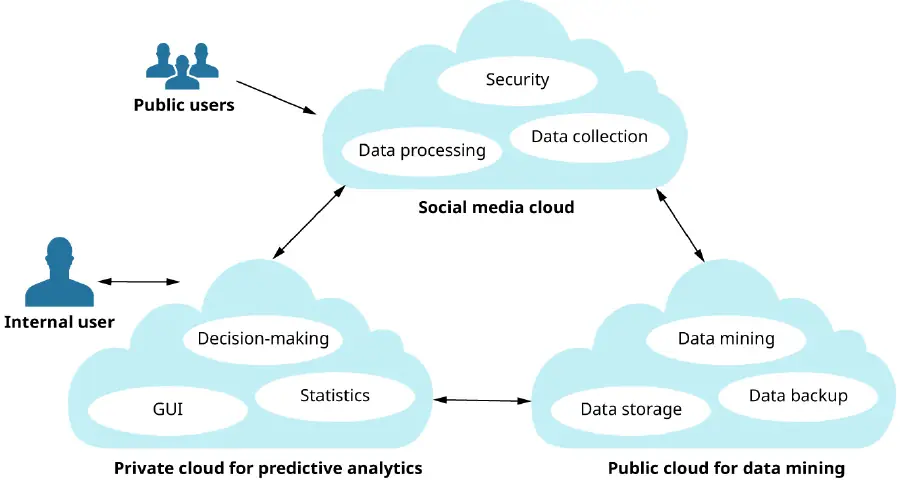 Security
Public users
Data collection
Data processing
Social media cloud
Internal user
Decision-making
Data mining
Statistics
Data backup
GUI
Data storage
Private cloud for predictive analytics
Public cloud for data mining